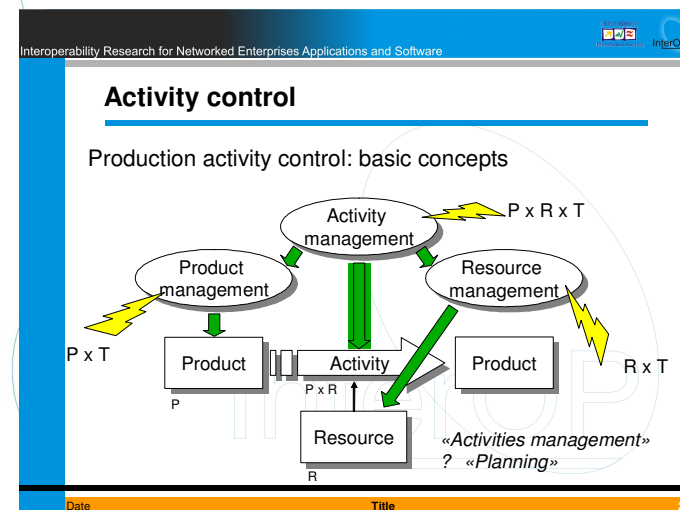 Interoperability Research for Networked Enterprises Applications and Software
Activity control
Production activity control: basic concepts
Activity
management
P x R x T
Product
management
Resource
management
P x T
Product
Activity
Product
R x T
P
P x R
Resource
R
«Activities management»
? «Planning»
InterOP
Date
Title